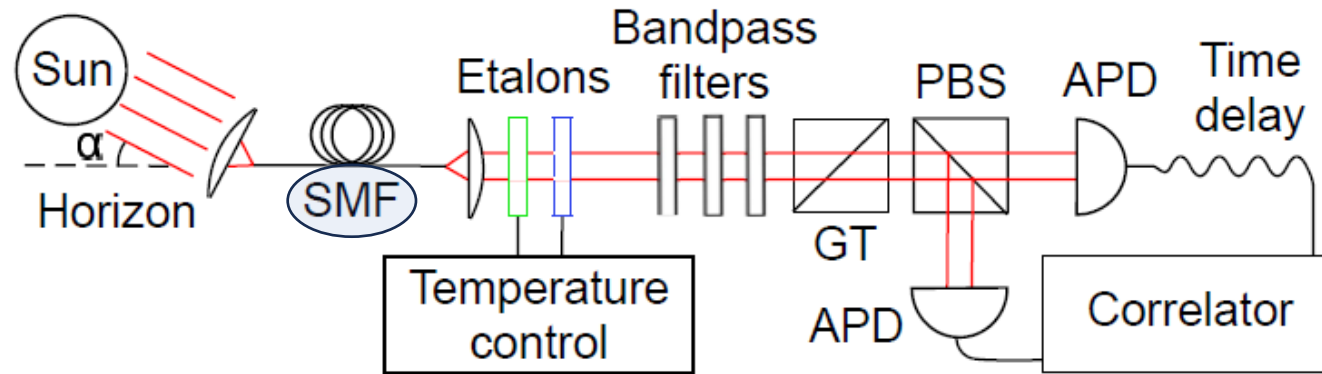 Sun
α
Horizon
SMF
Etalons
Temperature
control
Bandpass
filters
GT
PBS
APD
APD
Time
delay
Correlator